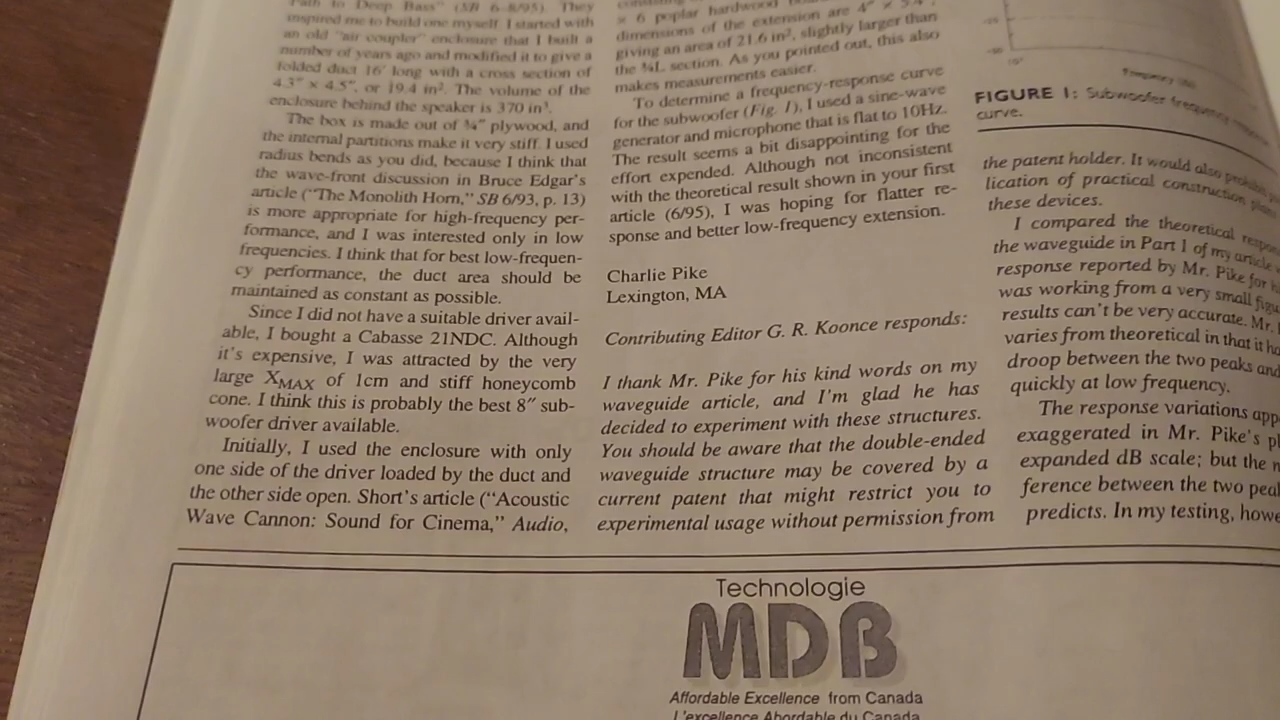 Path to Deep Bass" (SB 6-8/95). They
inspired me to build one myself. I started with
an old "air coupler" enclosure that I built a
number of years ago and modified it to give a
folded duct 16' long with a cross section of
4.3" × 4.5", or 19.4 in². The volume of the
enclosure behind the speaker is 370 in³.
The box is made out of ¾" plywood, and
the internal partitions make it very stiff. I used
radius bends as you did, because I think that
the wave-front discussion in Bruce Edgar's
article ("The Monolith Horn," SB 6/93, p. 13)
is more appropriate for high-frequency per-
formance, and I was interested only in low
frequencies. I think that for best low-frequen-
cy performance, the duct area should be
maintained as constant as possible.
Since I did not have a suitable driver avail-
able, I bought a Cabasse 21NDC. Although
it's expensive, I was attracted by the very
large XMAX of 1cm and stiff honeycomb
cone. I think this is probably the best 8" sub-
woofer driver available.
Initially, I used the enclosure with only
one side of the driver loaded by the duct and
the other side open. Short's article ("Acoustic
Wave Cannon: Sound for Cinema," Audio,
× 6 poplar hardwood
dimensions of the extension are 4" × 5.4",
giving an area of 21.6 in², slightly larger than
the ¾L section. As you pointed out, this also
makes measurements easier.
To determine a frequency-response curve
for the subwoofer (Fig. 1), I used a sine-wave
generator and microphone that is flat to 10Hz.
The result seems a bit disappointing for the
effort expended. Although not inconsistent
with the theoretical result shown in your first
article (6/95), I was hoping for flatter re-
sponse and better low-frequency extension.
Charlie Pike
Lexington, MA
Contributing Editor G. R. Koonce responds:
I thank Mr. Pike for his kind words on my
waveguide article, and I'm glad he has
decided to experiment with these structures.
You should be aware that the double-ended
waveguide structure may be covered by a
current patent that might restrict you to
experimental usage without permission from
FIGURE 1: Subwoofer frequency
curve.
the patent holder. It would also
lication of practical construction
these devices.
I compared the theoretical
the waveguide in Part 1 of my article
response reported by Mr. Pike for
was working from a very small
results can't be very accurate. Mr.
varies from theoretical in that it
droop between the two peaks and
quickly at low frequency.
The response variations
exaggerated in Mr. Pike's
expanded dB scale; but the
ference between the two
predicts. In my testing,
Technologie
MDB
Affordable Excellence from Canada
L'excellence Abordable du Canada